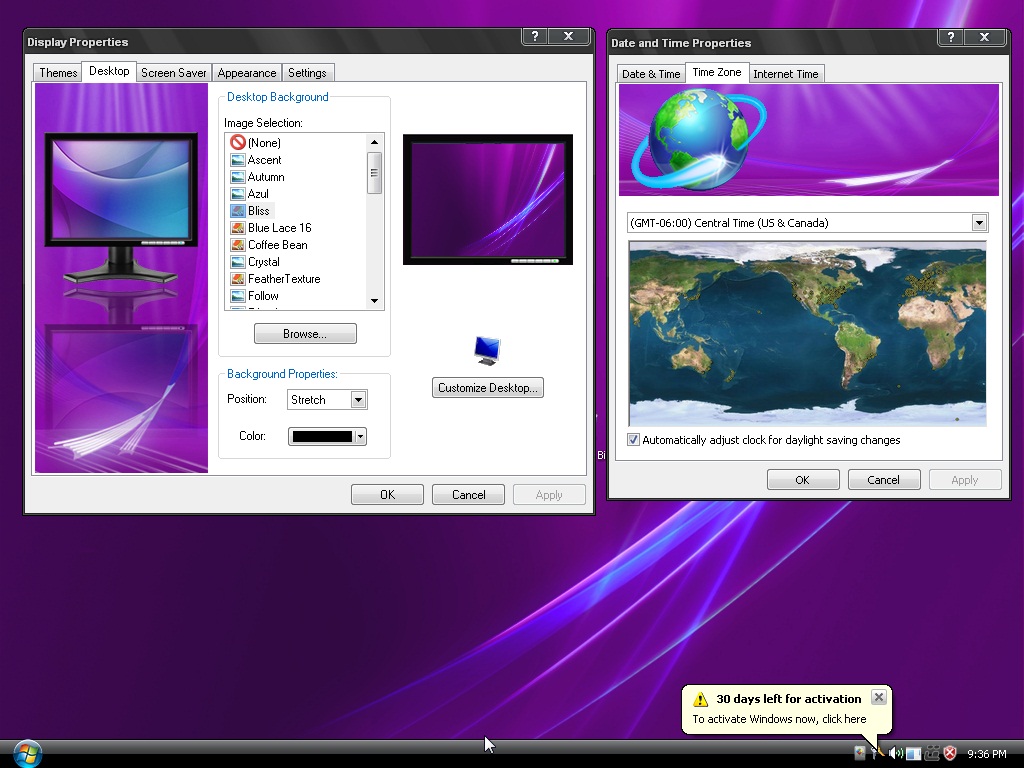 Display Properties
?
Themes
Desktop
Screen Saver
Appearance
Settings
Desktop Background
Image Selection:
(None)
Ascent
Autumn
Azul
Bliss
Blue Lace 16
Coffee Bean
Crystal
FeatherTexture
Follow
Browse...
Background Properties:
Position:
Stretch
Color:
Customize Desktop...
OK
Cancel
Apply
Date and Time Properties
?
Date & Time
Time Zone
Internet Time
(GMT-06:00) Central Time (US & Canada)
Automatically adjust clock for daylight saving changes
OK
Cancel
Apply
Bi
30 days left for activation
To activate Windows now, click here
9:36 PM